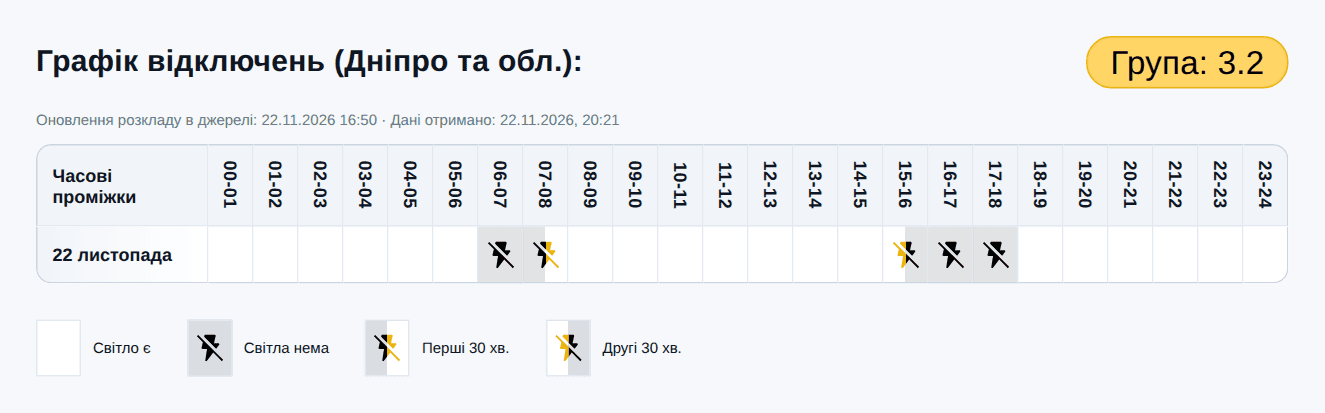 Графік відключень (Дніпро та обл.):
Група: 3.2
Оновлення розкладу в джерелі: 22.11.2026 16:50 · Дані отримано: 22.11.2026, 20:21
Часові
проміжки
00-01
01-02
02-03
03-04
04-05
05-06
06-07
07-08
08-09
09-10
10-11
11-12
12-13
13-14
14-15
15-16
16-17
17-18
18-19
19-20
20-21
21-22
22-23
23-24
22 листопада
Світло є
Світла нема
Перші 30 хв.
Другі 30 хв.